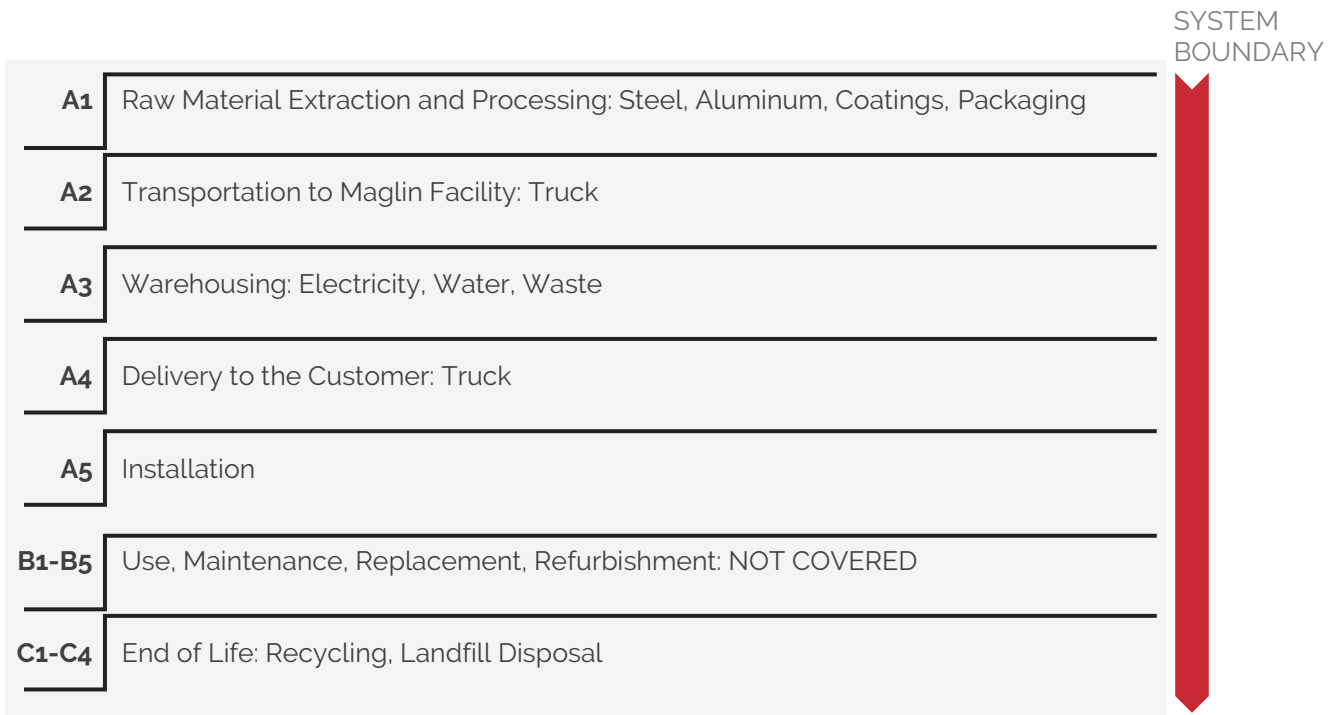 SYSTEM
BOUNDARY
A1 Raw Material Extraction and Processing: Steel, Aluminum, Coatings, Packaging
A2 Transportation to Maglin Facility: Truck
A3 Warehousing: Electricity, Water, Waste
A4 Delivery to the Customer: Truck
A5 Installation
B1-B5 Use, Maintenance, Replacement, Refurbishment: NOT COVERED
C1-C4 End of Life: Recycling, Landfill Disposal